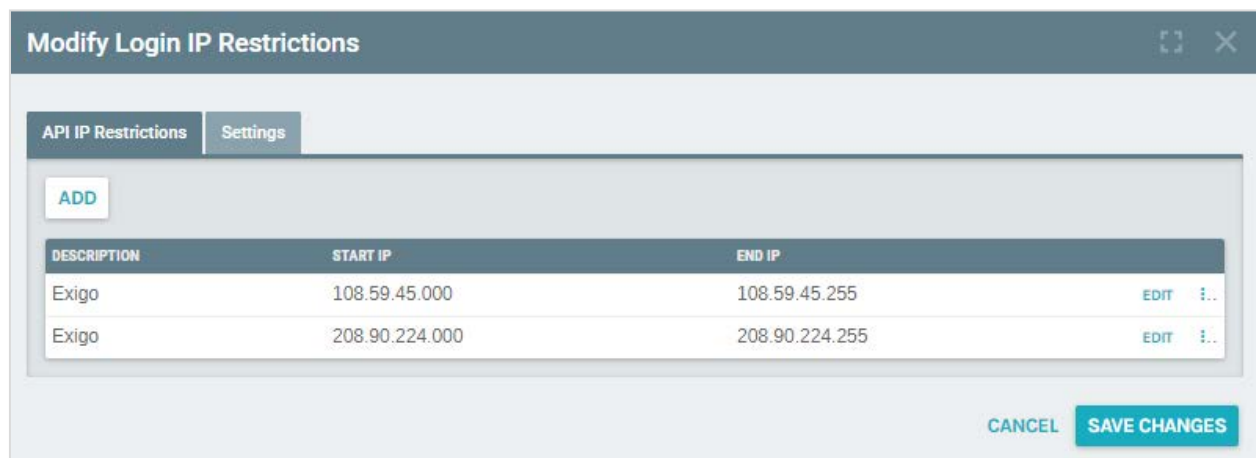 Modify Login IP Restrictions
API IP Restrictions Settings
ADD
DESCRIPTION START IP END IP
Exigo 108.59.45.000 108.59.45.255 EDIT
Exigo 208.90.224.000 208.90.224.255 EDIT
CANCEL SAVE CHANGES